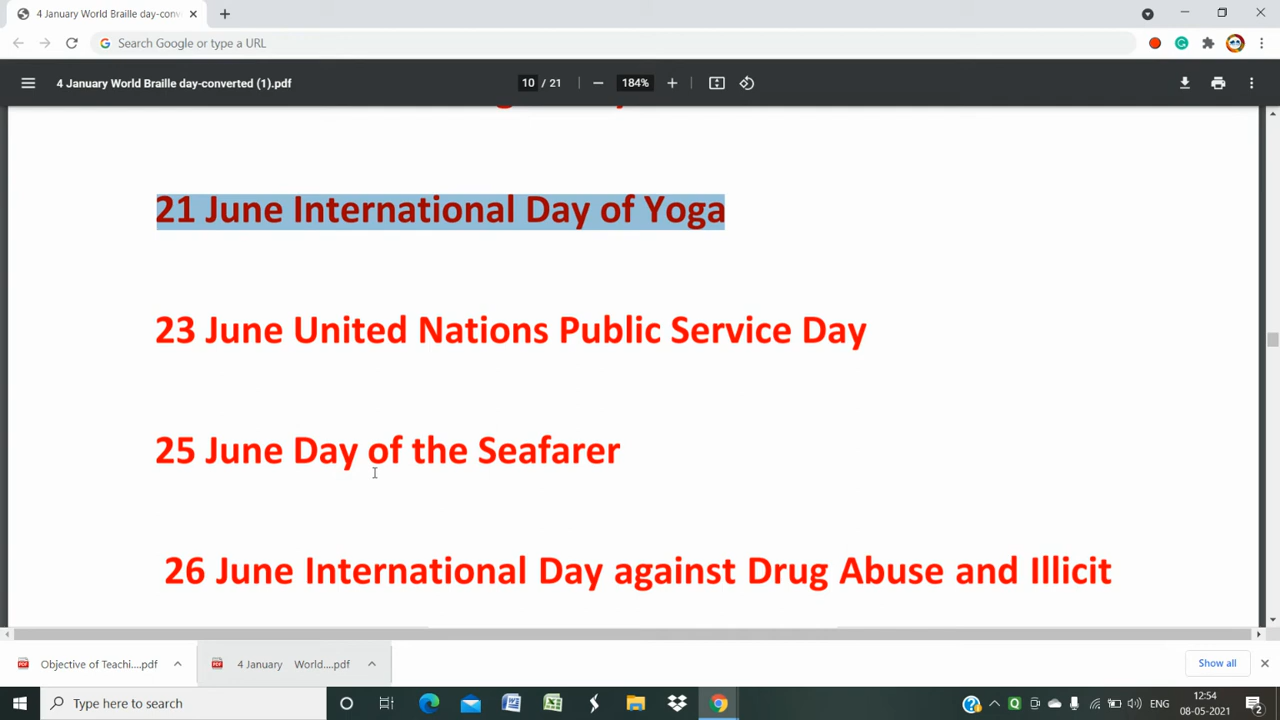 4 January World Braille day-conv
Search Google or type a URL
4 January World Braille day-converted (1).pdf
10 / 21
184%
21 June International Day of Yoga
23 June United Nations Public Service Day
25 June Day of the Seafarer
26 June International Day against Drug Abuse and Illicit
Objective of Teachi....pdf
4 January World....pdf
Show all
Type here to search
ENG
12:54
08-05-2021
2